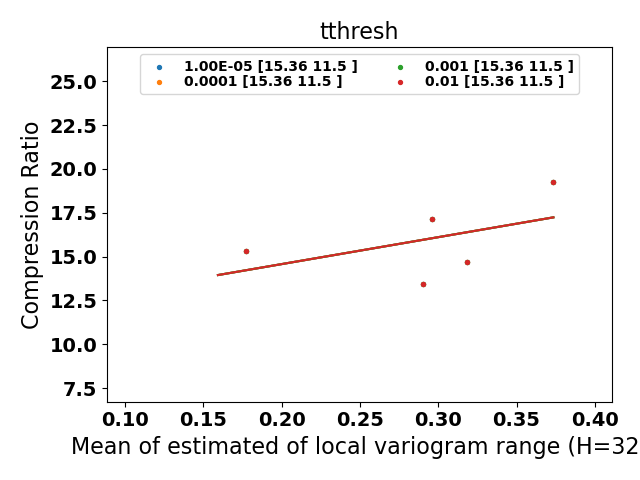 tthresh
1.00E-05 [15.36 11.5 ]
0.0001 [15.36 11.5 ]
0.001 [15.36 11.5 ]
0.01 [15.36 11.5 ]
Compression Ratio
25.0
22.5
20.0
17.5
15.0
12.5
10.0
7.5
0.10 0.15 0.20 0.25 0.30 0.35 0.40
Mean of estimated of local variogram range (H=32